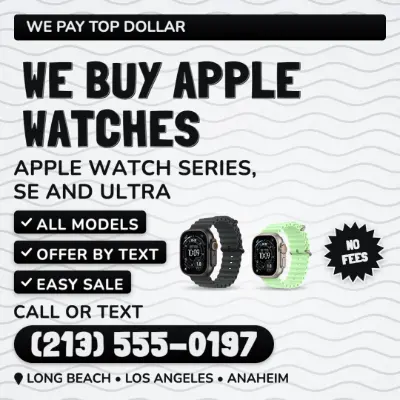 WE PAY TOP DOLLAR
WE BUY APPLE
WATCHES
APPLE WATCH SERIES,
SE AND ULTRA
ALL MODELS
OFFER BY TEXT
EASY SALE
NO
FEES
CALL OR TEXT
(213) 555-0197
LONG BEACH • LOS ANGELES • ANAHEIM